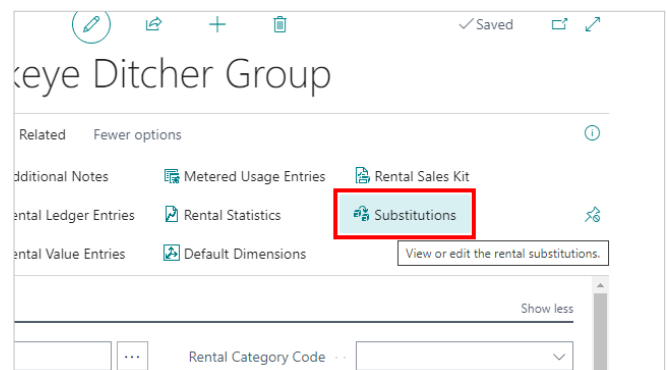 Saved
keye Ditcher Group
Related Fewer options
dditional Notes Metered Usage Entries Rental Sales Kit
ental Ledger Entries Rental Statistics Substitutions
ental Value Entries Default Dimensions View or edit the rental substitutions.
Show less
Rental Category Code